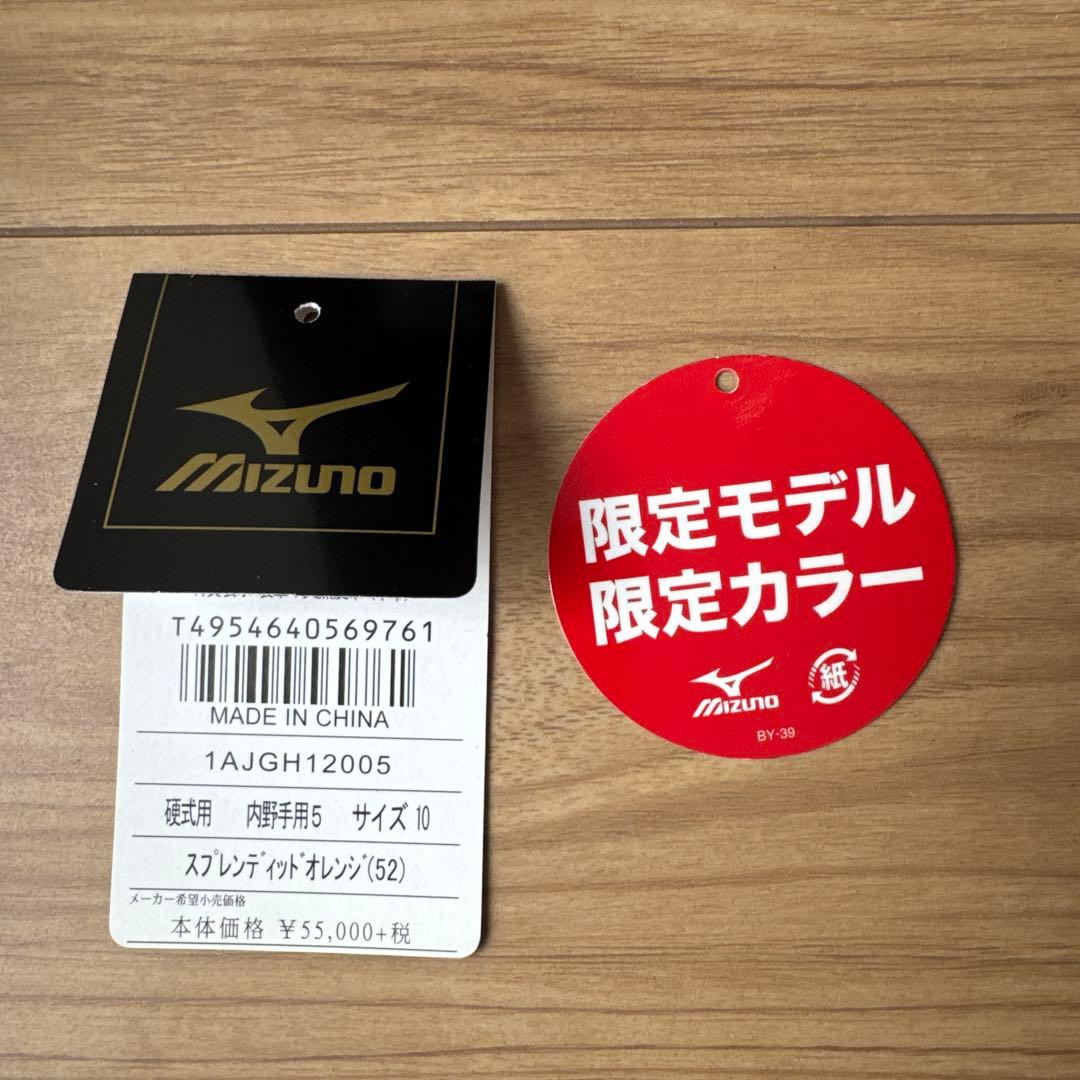 MIZUNO
T4954640569761
MADE IN CHINA
1AJGH12005
硬式用 内野手用5 サイズ 10
スプレンディッドオレンジ(52)
メーカー希望小売価格
本体価格 ¥55,000+税
限定モデル
限定カラー
MIZUNO
紙
BY-39